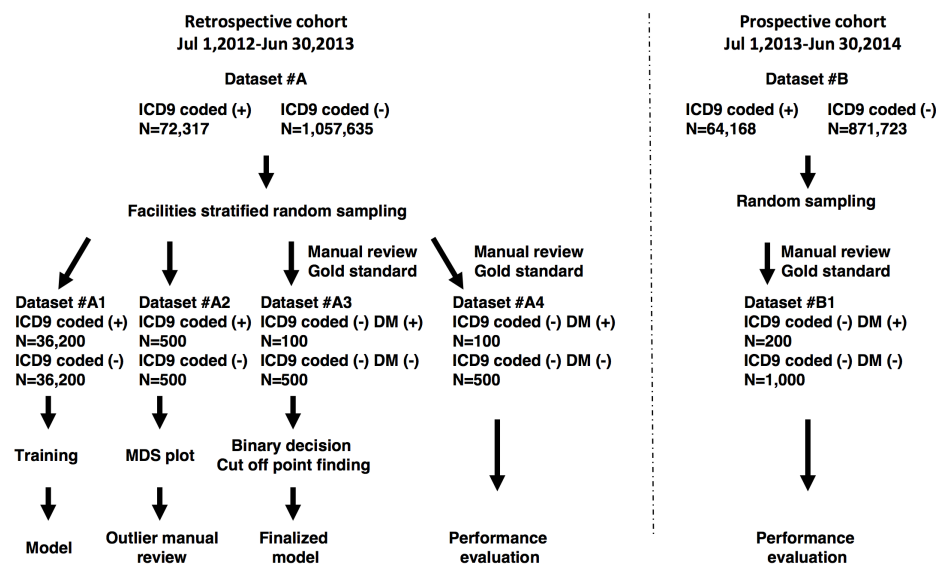 Retrospective cohort
Jul 1,2012-Jun 30,2013
Dataset #A
ICD9 coded (+)
N=72,317
ICD9 coded (-)
N=1,057,635
Facilities stratified random sampling
Manual review
Gold standard
Manual review
Gold standard
Dataset #A1
ICD9 coded (+)
N=36,200
ICD9 coded (-)
N=36,200
Dataset #A2
ICD9 coded (+)
N=500
ICD9 coded (-)
N=500
Dataset #A3
ICD9 coded (-) DM (+)
N=100
ICD9 coded (-) DM (-)
N=500
Dataset #A4
ICD9 coded (-) DM (+)
N=100
ICD9 coded (-) DM (-)
N=500
Training
MDS plot
Binary decision
Cut off point finding
Model
Outlier manual
review
Finalized
model
Performance
evaluation
Prospective cohort
Jul 1,2013-Jun 30,2014
Dataset #B
ICD9 coded (+)
N=64,168
ICD9 coded (-)
N=871,723
Random sampling
Manual review
Gold standard
Dataset #B1
ICD9 coded (-) DM (+)
N=200
ICD9 coded (-) DM (-)
N=1,000
Performance
evaluation